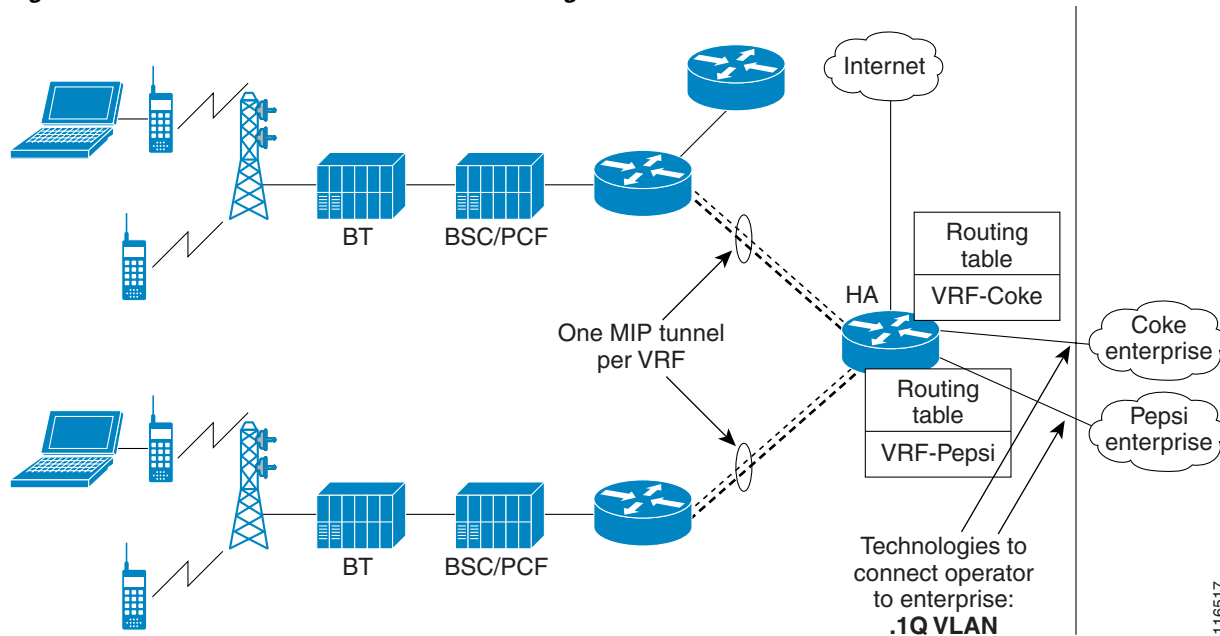 Internet
BT
BSC/PCF
Routing
table
VRF-Coke
HA
One MIP tunnel
per VRF
Coke
enterprise
Routing
table
VRF-Pepsi
Pepsi
enterprise
BT
BSC/PCF
Technologies to
connect operator
to enterprise:
.1Q VLAN
116517